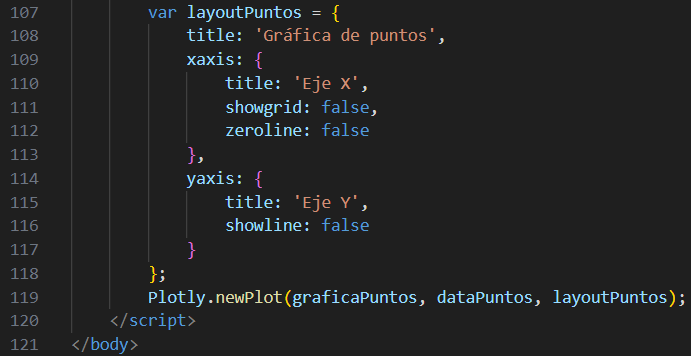 107 var layoutPuntos = {
108 title: 'Gráfica de puntos',
109 xaxis: {
110 title: 'Eje X',
111 showgrid: false,
112 zeroline: false
113 },
114 yaxis: {
115 title: 'Eje Y',
116 showline: false
117 }
118 };
119 Plotly.newPlot(graficaPuntos, dataPuntos, layoutPuntos);
120 </script>
121 </body>